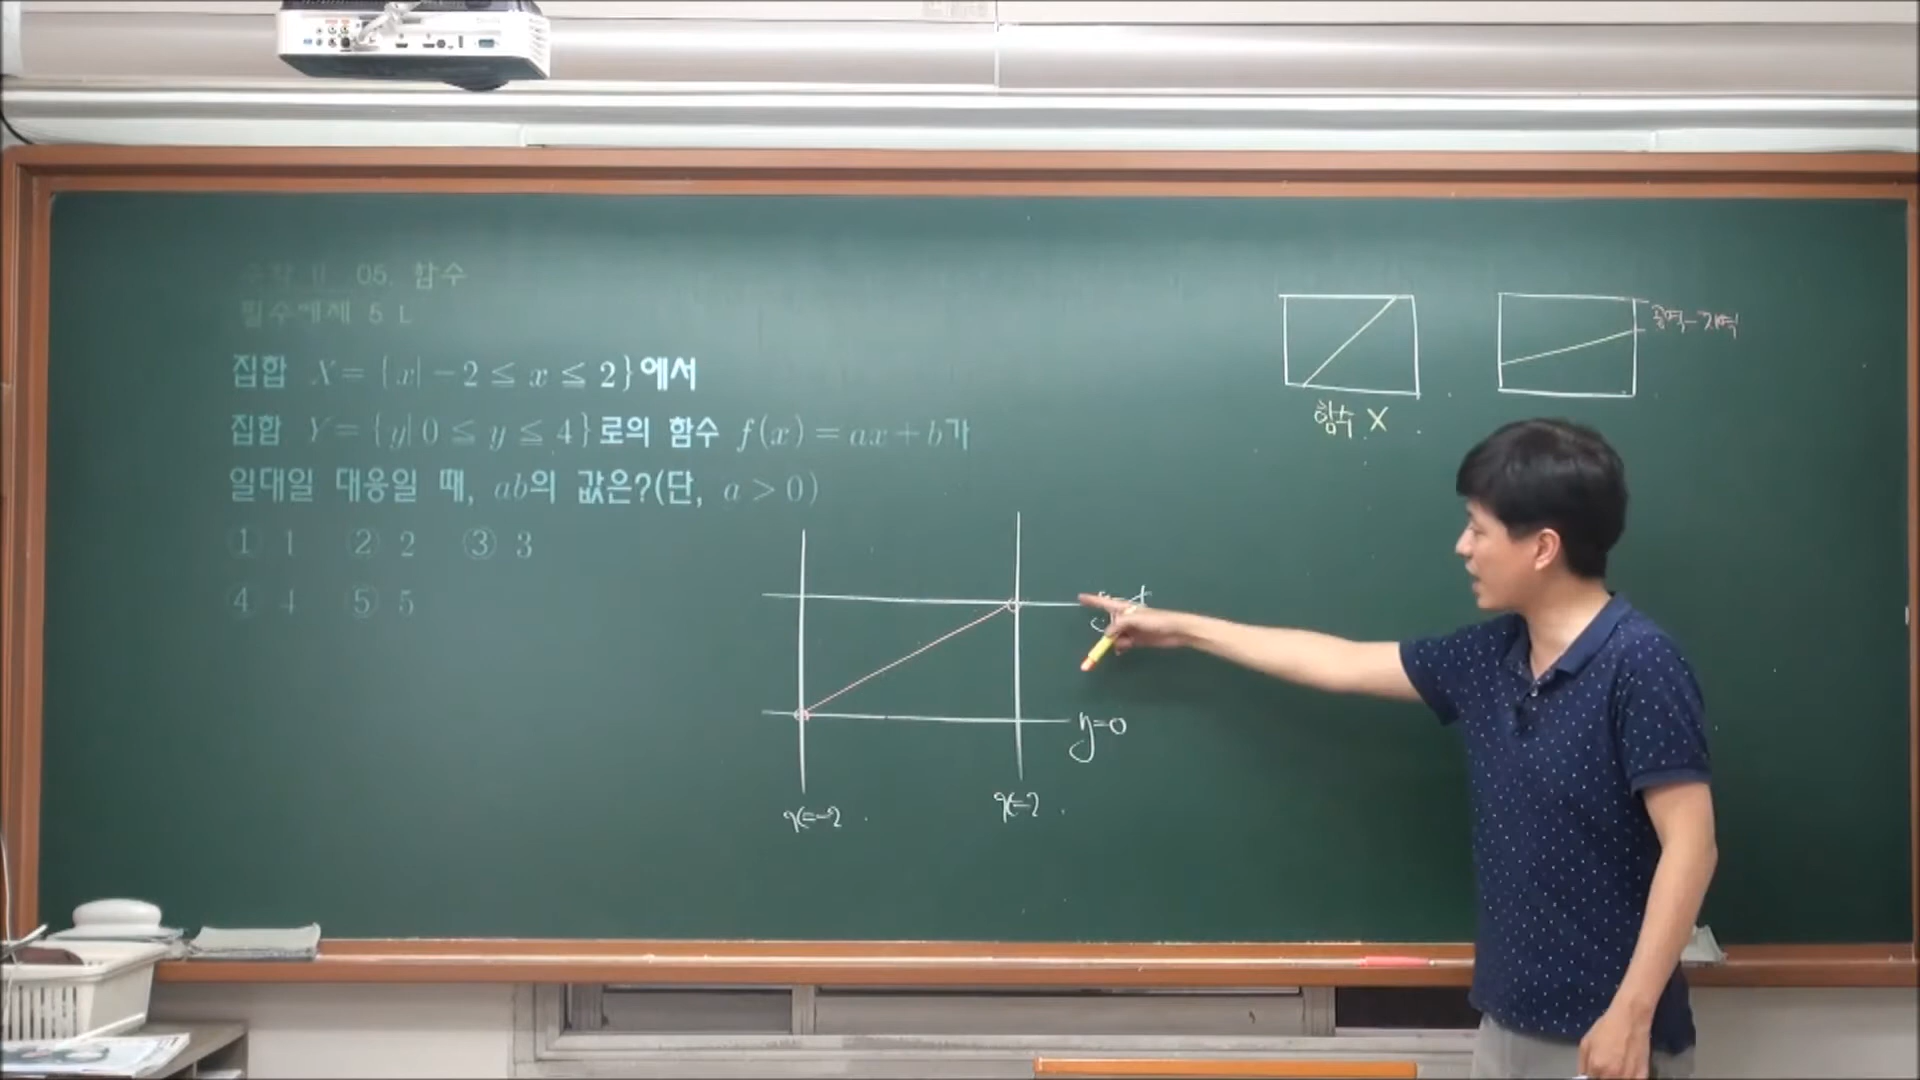 05. 함수
필수예제 5
집합 X = {x| − 2 ≤ x ≤ 2}에서
집합 Y = {y| 0 ≤ y ≤ 4}로의 함수 f(x) = ax + b가
일대일 대응일 때, ab의 값은?(단, a > 0)
① 1 ② 2 ③ 3
④ 4 ⑤ 5
함수 X
공역-치역
y=0
x=-2
x=2